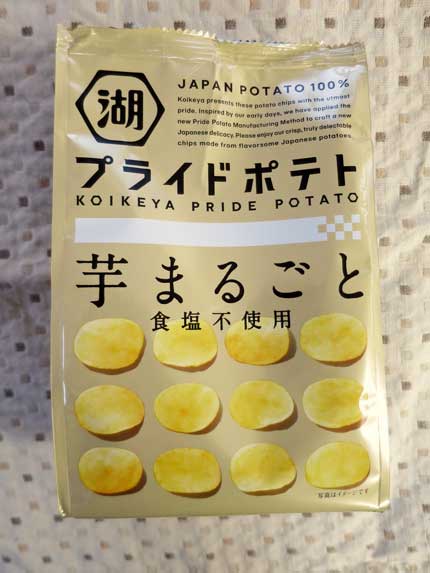 湖
JAPAN POTATO 100%
Koikeya presents these potato chips with the utmost
pride. Inspired by our early days, we have applied the
new Pride Potato Manufacturing Method to craft a new
Japanese delicacy. Please enjoy our crisp, truly delectable
chips made from flavorsome Japanese potatoes.
プライドポテト
KOIKEYA PRIDE POTATO
芋まるごと
食塩不使用
写真はイメージです